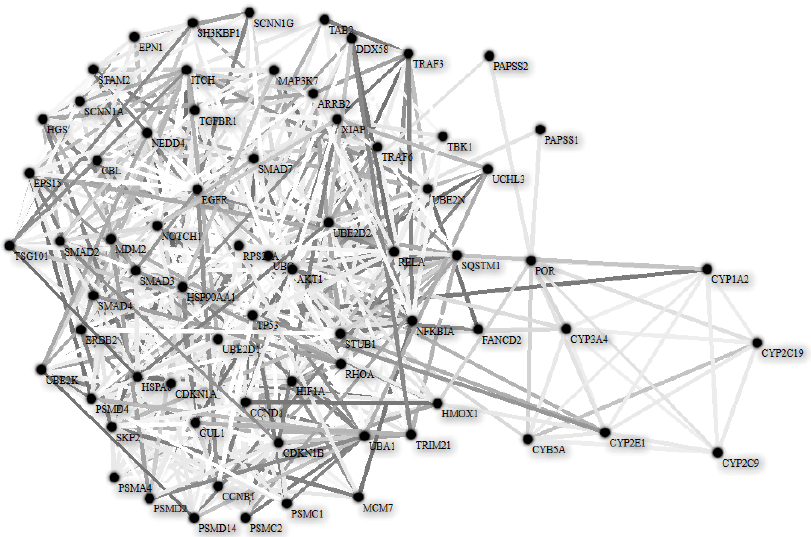 SCNN1G
TAB2
SH3KBP1
EPN1
DDX58
TRAF3
PAPSS2
STAM2
ITCH
MAP3K7
SCNN1A
ARRB2
TGFBR1
HGS
XIAP
NEDD4
TBK1
PAPSS1
TRAF6
CBL
SMAD7
EPS15
UCHL3
EGFR
UBE2N
UBE2D2
NOTCH1
TSG101
SMAD2
MDM2
RPS27A
RELA
SQSTM1
POR
UBC
CYP1A2
AKT1
SMAD3
HSP90AA1
SMAD4
TP53
NFKBIA
ERBB2
FANCD2
CYP3A4
UBE2D1
STUB1
CYP2C19
UBE2K
RHOA
HSPA8
CDKN1A
HIF1A
PSMD4
CCND1
HMOX1
SKP2
CUL1
CDKN1B
UBA1
TRIM21
CYB5A
CYP2E1
CYP2C9
PSMA4
CCNB1
PSMD2
PSMC1
MCM7
PSMD14
PSMC2